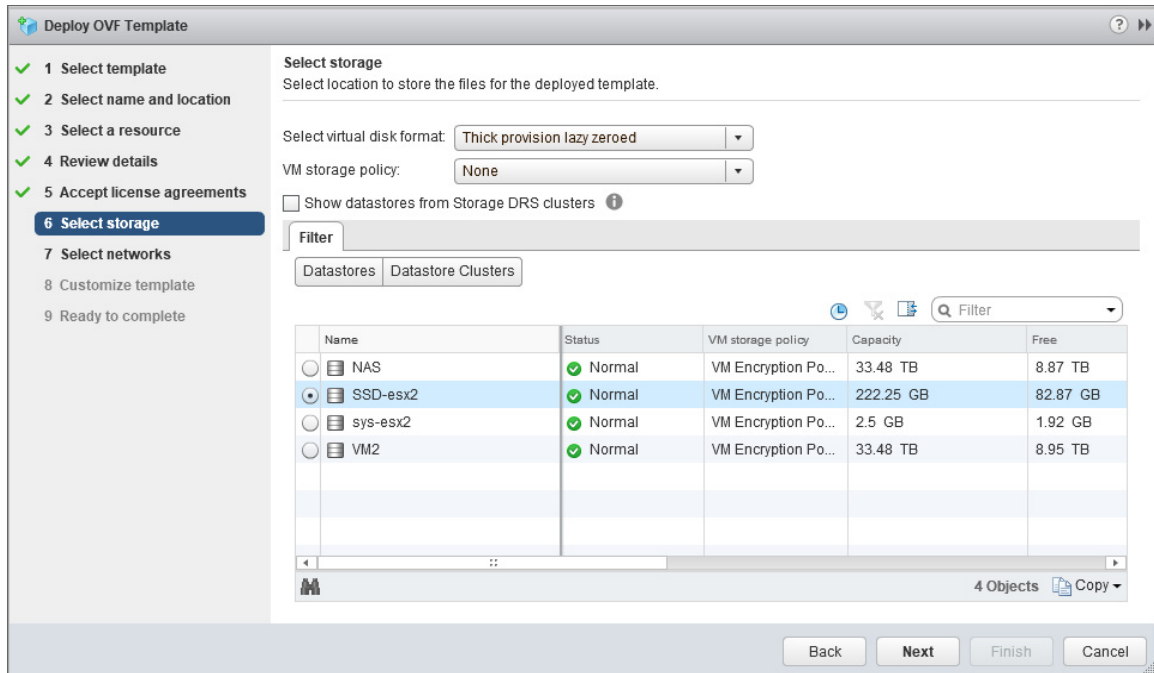 Deploy OVF Template
1 Select template
2 Select name and location
3 Select a resource
4 Review details
5 Accept license agreements
6 Select storage
7 Select networks
8 Customize template
9 Ready to complete
Select storage
Select location to store the files for the deployed template.
Select virtual disk format: Thick provision lazy zeroed
VM storage policy: None
Show datastores from Storage DRS clusters
Filter
Datastores Datastore Clusters
Filter
Name Status VM storage policy Capacity Free
NAS Normal VM Encryption Po... 33.48 TB 8.87 TB
SSD-esx2 Normal VM Encryption Po... 222.25 GB 82.87 GB
sys-esx2 Normal VM Encryption Po... 2.5 GB 1.92 GB
VM2 Normal VM Encryption Po... 33.48 TB 8.95 TB
4 Objects Copy
Back Next Finish Cancel